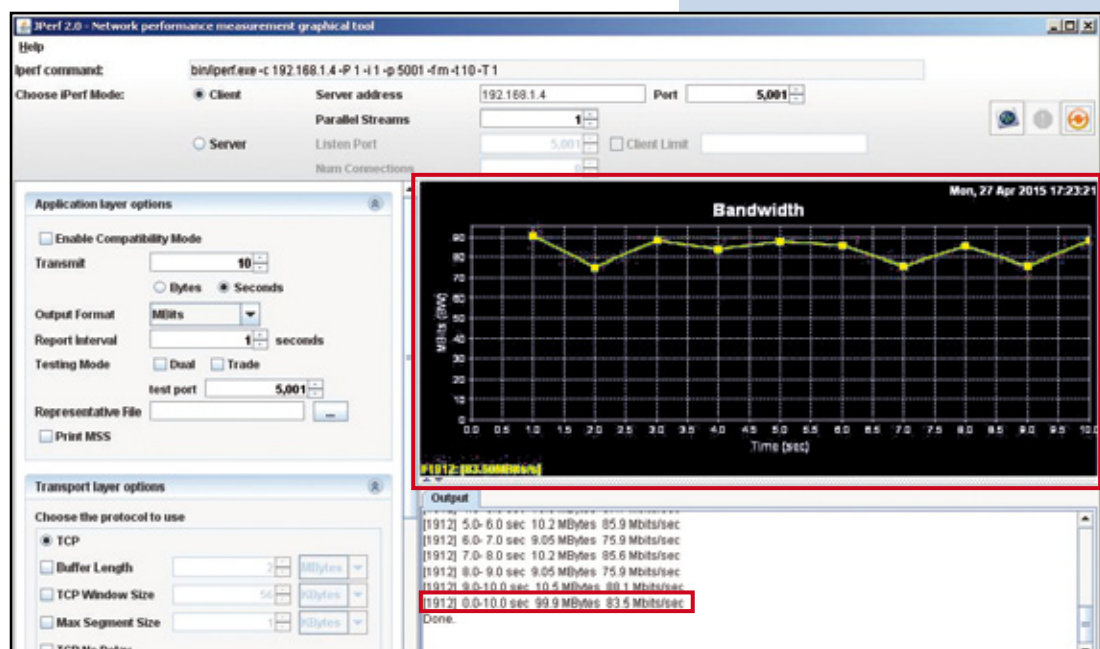 JPerf 2.0 - Network performance measurement graphical tool
Help
Iperf command: bin/iperf.exe -c 192.168.1.4 -P 1 -i 1 -p 5001 -f m -t 10 -T 1
Choose iPerf Mode: Client Server address 192.168.1.4 Port 5,001
Parallel Streams 1
Server Listen Port 5,001 Client Limit
Num Connections 0
Application layer options
Enable Compatibility Mode
Transmit 10
Bytes Seconds
Output Format MBits
Report Interval 1 seconds
Testing Mode Dual Trade
test port 5,001
Representative File ...
Print MSS
Transport layer options
Choose the protocol to use
TCP
Buffer Length 2 MBytes
TCP Window Size 56 KBytes
Max Segment Size 1 KBytes
TCP No Delay
Mon, 27 Apr 2015 17:23:21
Bandwidth
90
80
70
60
50
40
30
20
10
0
MBits (BW)
0.0 0.5 1.0 1.5 2.0 2.5 3.0 3.5 4.0 4.5 5.0 5.5 6.0 6.5 7.0 7.5 8.0 8.5 9.0 9.5 10.0
Time (sec)
#1912: [83.50MBits/s]
Output
[1912] 5.0- 6.0 sec 10.2 MBytes 85.9 Mbits/sec
[1912] 6.0- 7.0 sec 9.05 MBytes 75.9 Mbits/sec
[1912] 7.0- 8.0 sec 10.2 MBytes 85.6 Mbits/sec
[1912] 8.0- 9.0 sec 9.05 MBytes 75.9 Mbits/sec
[1912] 9.0-10.0 sec 10.5 MBytes 88.1 Mbits/sec
[1912] 0.0-10.0 sec 99.9 MBytes 83.5 Mbits/sec
Done.